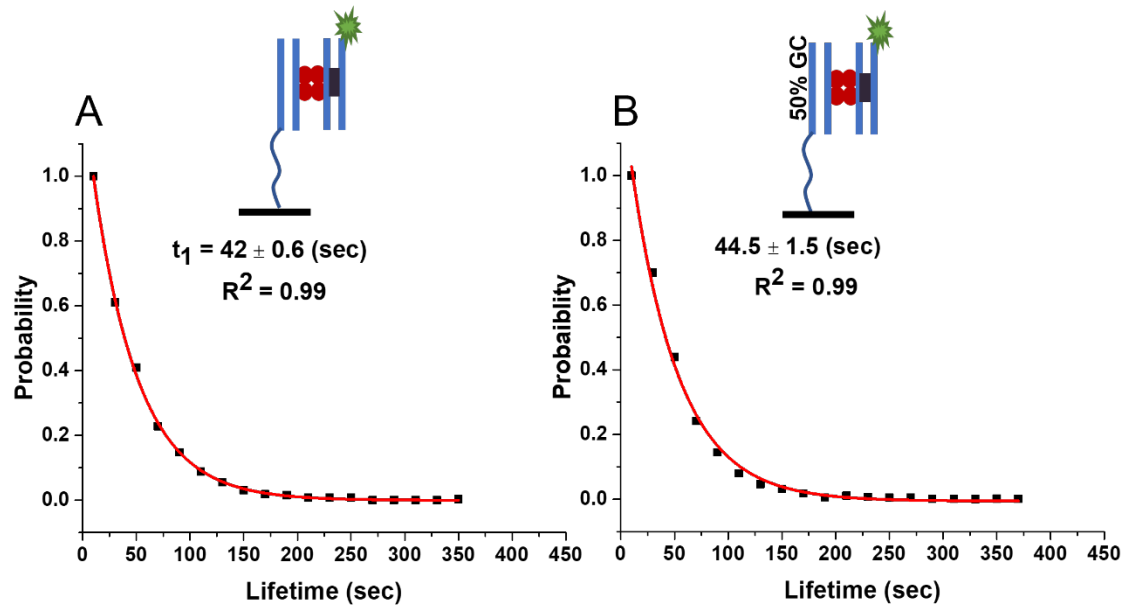 A
t1 = 42 ± 0.6 (sec)
R2 = 0.99
Probability
1.0
0.8
0.6
0.4
0.2
0.0
0 50 100 150 200 250 300 350 400 450
Lifetime (sec)
B
50% GC
44.5 ± 1.5 (sec)
R2 = 0.99
Probaiblity
1.0
0.8
0.6
0.4
0.2
0.0
0 50 100 150 200 250 300 350 400 450
Lifetime (sec)